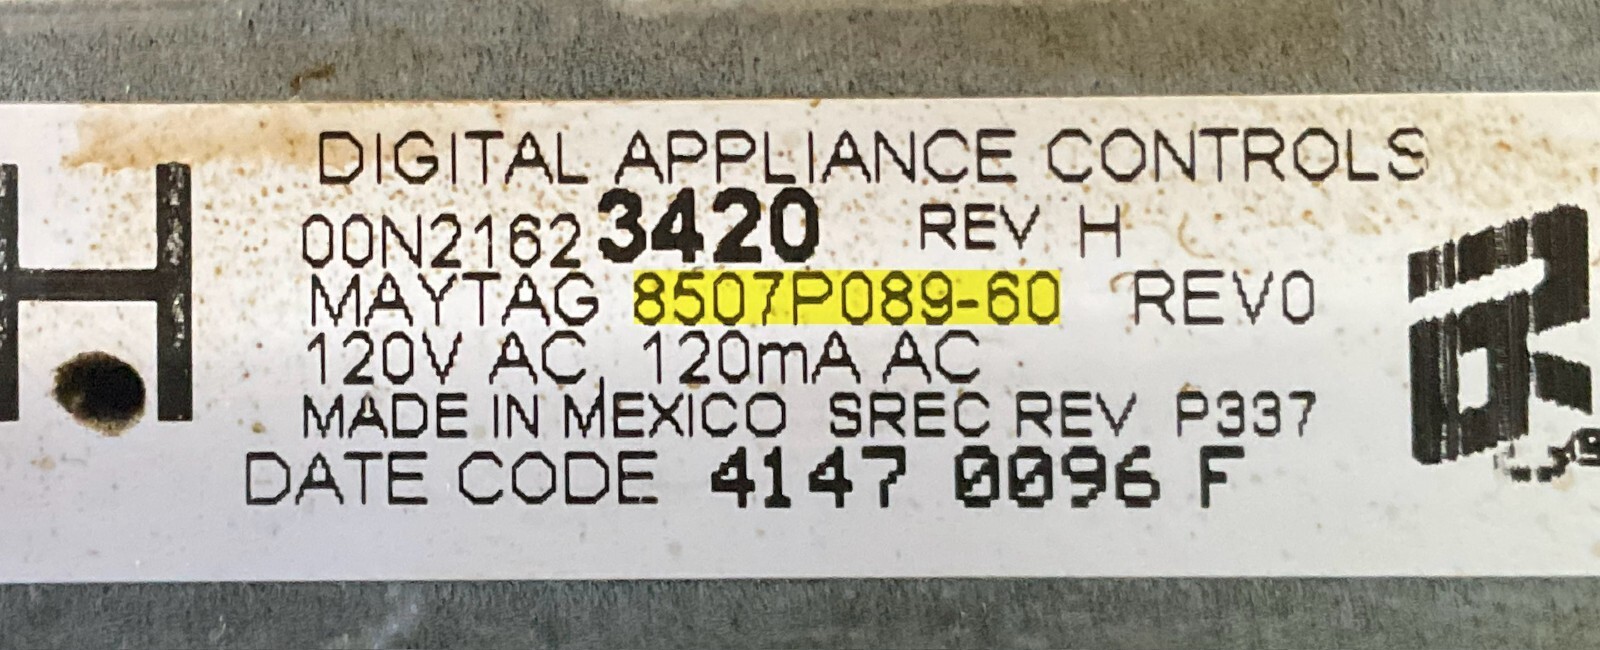 DIGITAL APPLIANCE CONTROLS
00N2162 3420 REV H
MAYTAG 8507P089-60 REV0
120V AC, 120mA AC
MADE IN MEXICO SREC REV P337
DATE CODE 4147 0096 F
H